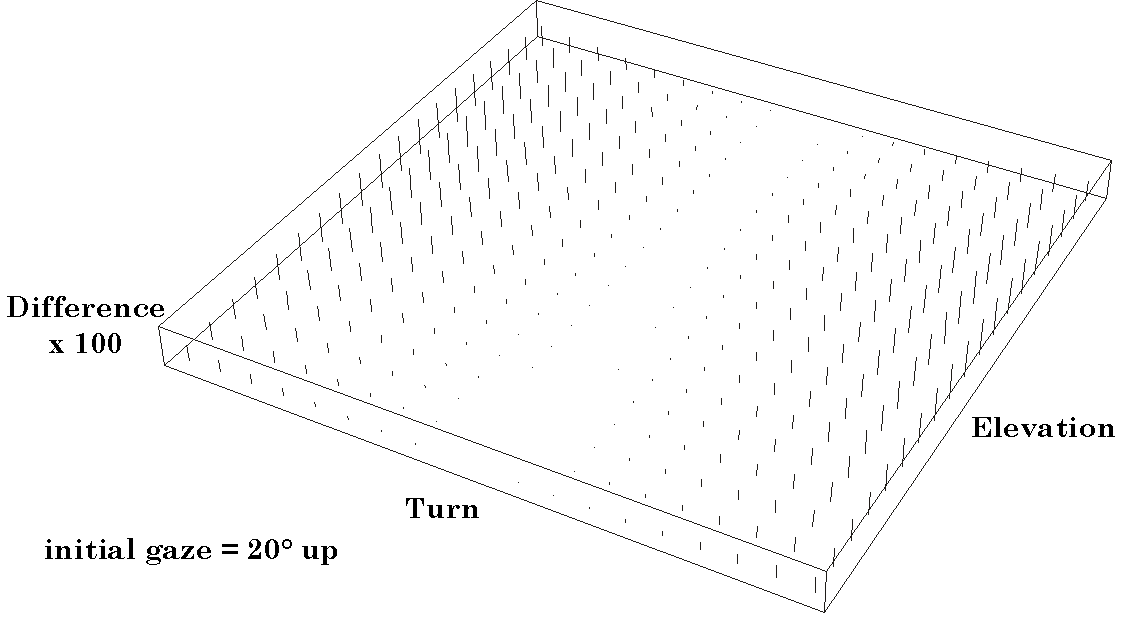 Difference
x 100
Elevation
Turn
initial gaze = 20° up